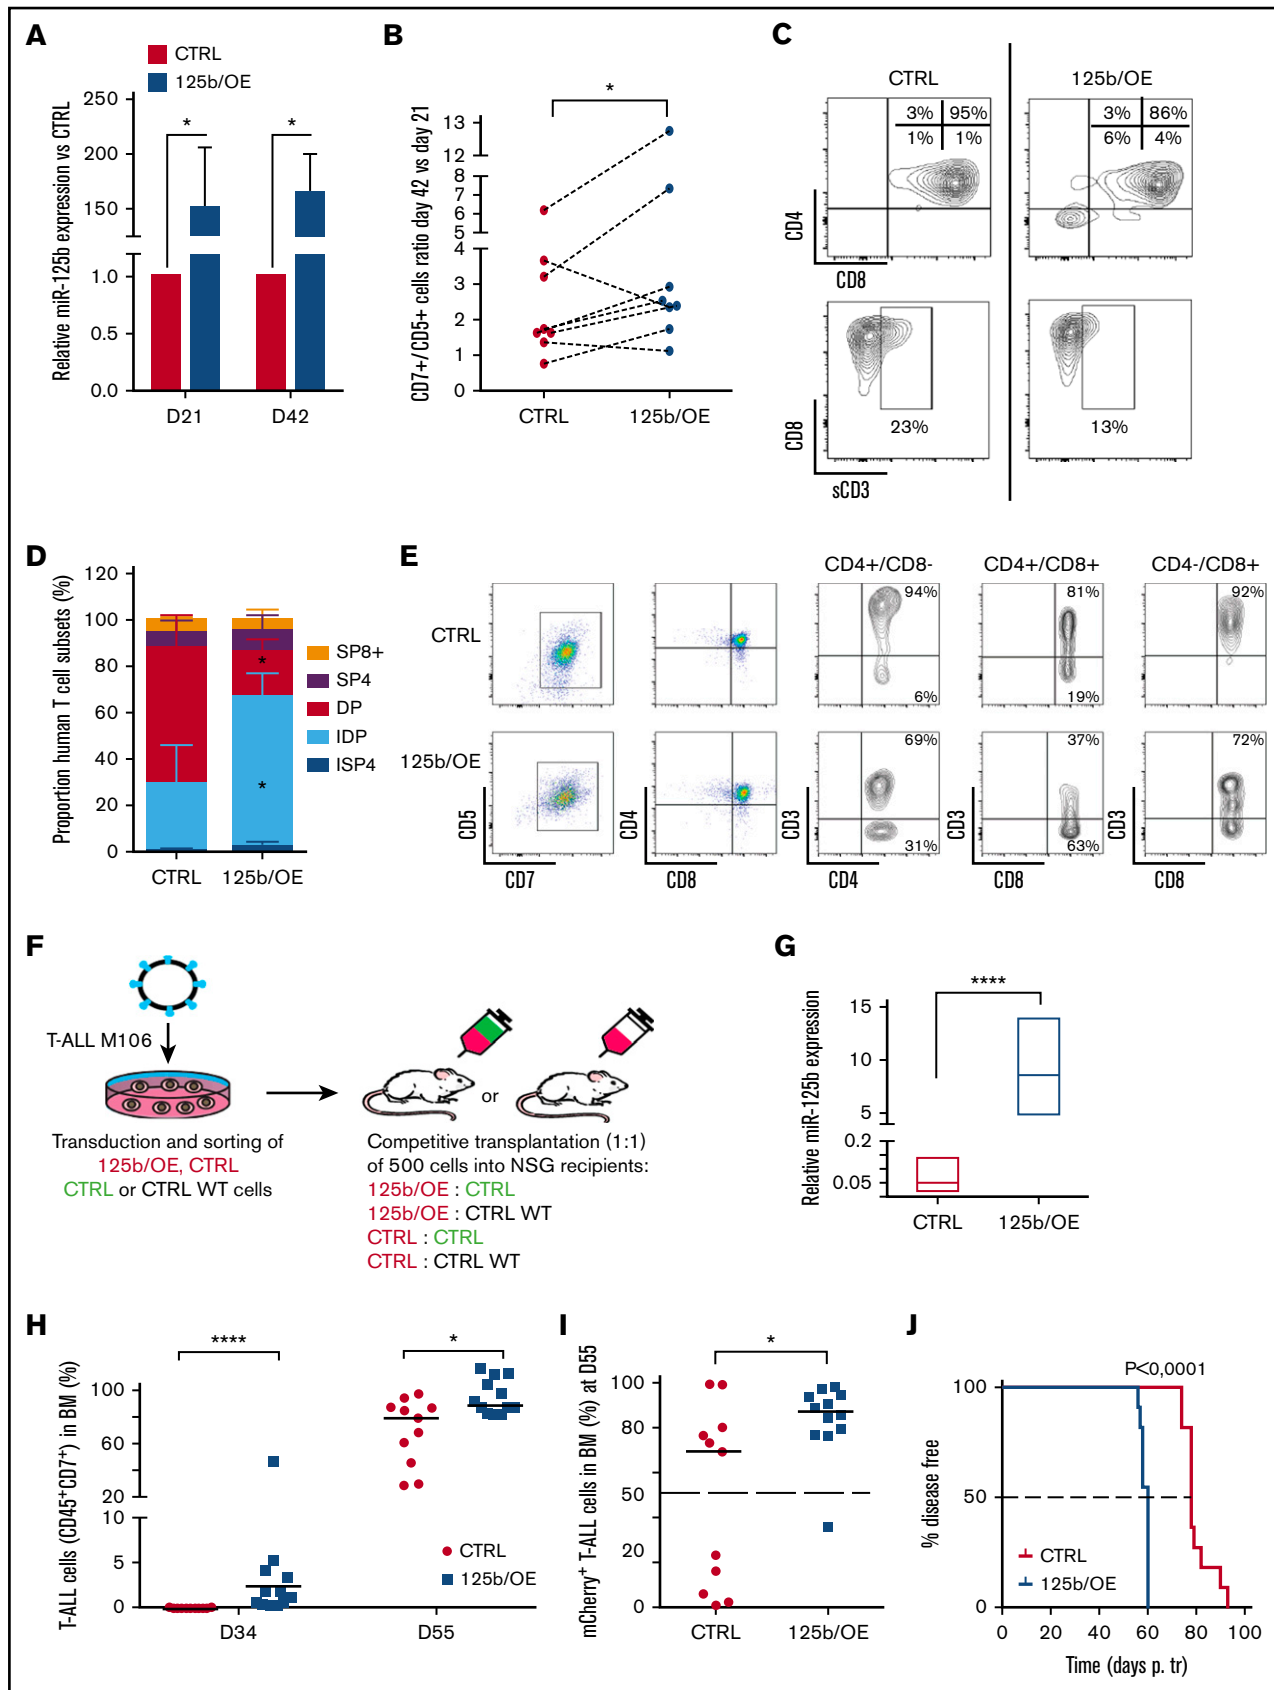 A
CTRL
125b/OE
Relative miR-125b expression vs CTRL
250
200
150
1.0
0.5
0.0
*
*
D21
D42
B
CD7+/CD5+ cells ratio day 42 vs day 21
13
12
8
7
6
5
4
3
2
1
0
*
CTRL
125b/OE
C
CTRL
125b/OE
3%
95%
1%
1%
3%
86%
6%
4%
CD4
CD8
23%
13%
CD8
sCD3
D
Proportion human T cell subsets (%)
120
100
80
60
40
20
0
*
*
CTRL
125b/OE
SP8+
SP4
DP
IDP
ISP4
E
CD4+/CD8-
CD4+/CD8+
CD4-/CD8+
CTRL
94%
6%
81%
19%
92%
125b/OE
69%
31%
37%
63%
72%
CD5
CD7
CD4
CD8
CD3
CD4
CD3
CD8
CD3
CD8
F
T-ALL M106
Transduction and sorting of
125b/OE, CTRL
CTRL or CTRL WT cells
or
Competitive transplantation (1:1)
of 500 cells into NSG recipients:
125b/OE : CTRL
125b/OE : CTRL WT
CTRL : CTRL
CTRL : CTRL WT
G
Relative miR-125b expression
15
10
5
0.2
0.05
****
CTRL
125b/OE
H
T-ALL cells (CD45+CD7+) in BM (%)
100
60
20
10
5
0
****
*
CTRL
125b/OE
D34
D55
I
mCherry+ T-ALL cells in BM (%) at D55
100
80
50
20
0
*
CTRL
125b/OE
J
% disease free
100
50
0
P<0,0001
CTRL
125b/OE
0
20
40
60
80
100
Time (days p. tr)